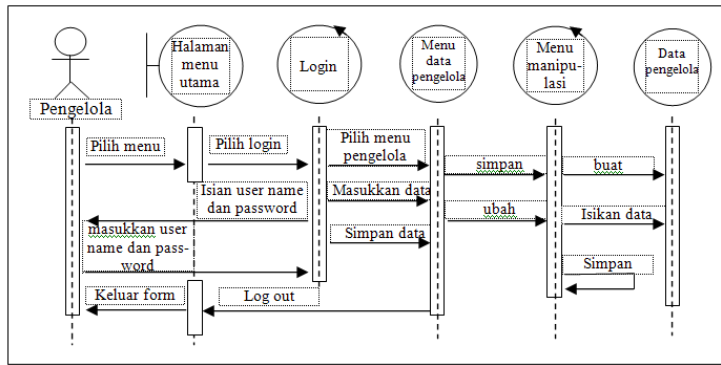 Halaman
menu
utama
Login
Menu
data
pengelola
Menu
manipu-
lasi
Data
pengelola
Pengelola
Pilih menu
Pilih login
Pilih menu
pengelola
simpan
buat
Isian user name
dan password
Masukkan data
ubah
Isikan data
masukkan user
name dan pass-
word
Simpan data
Simpan
Keluar form
Log out